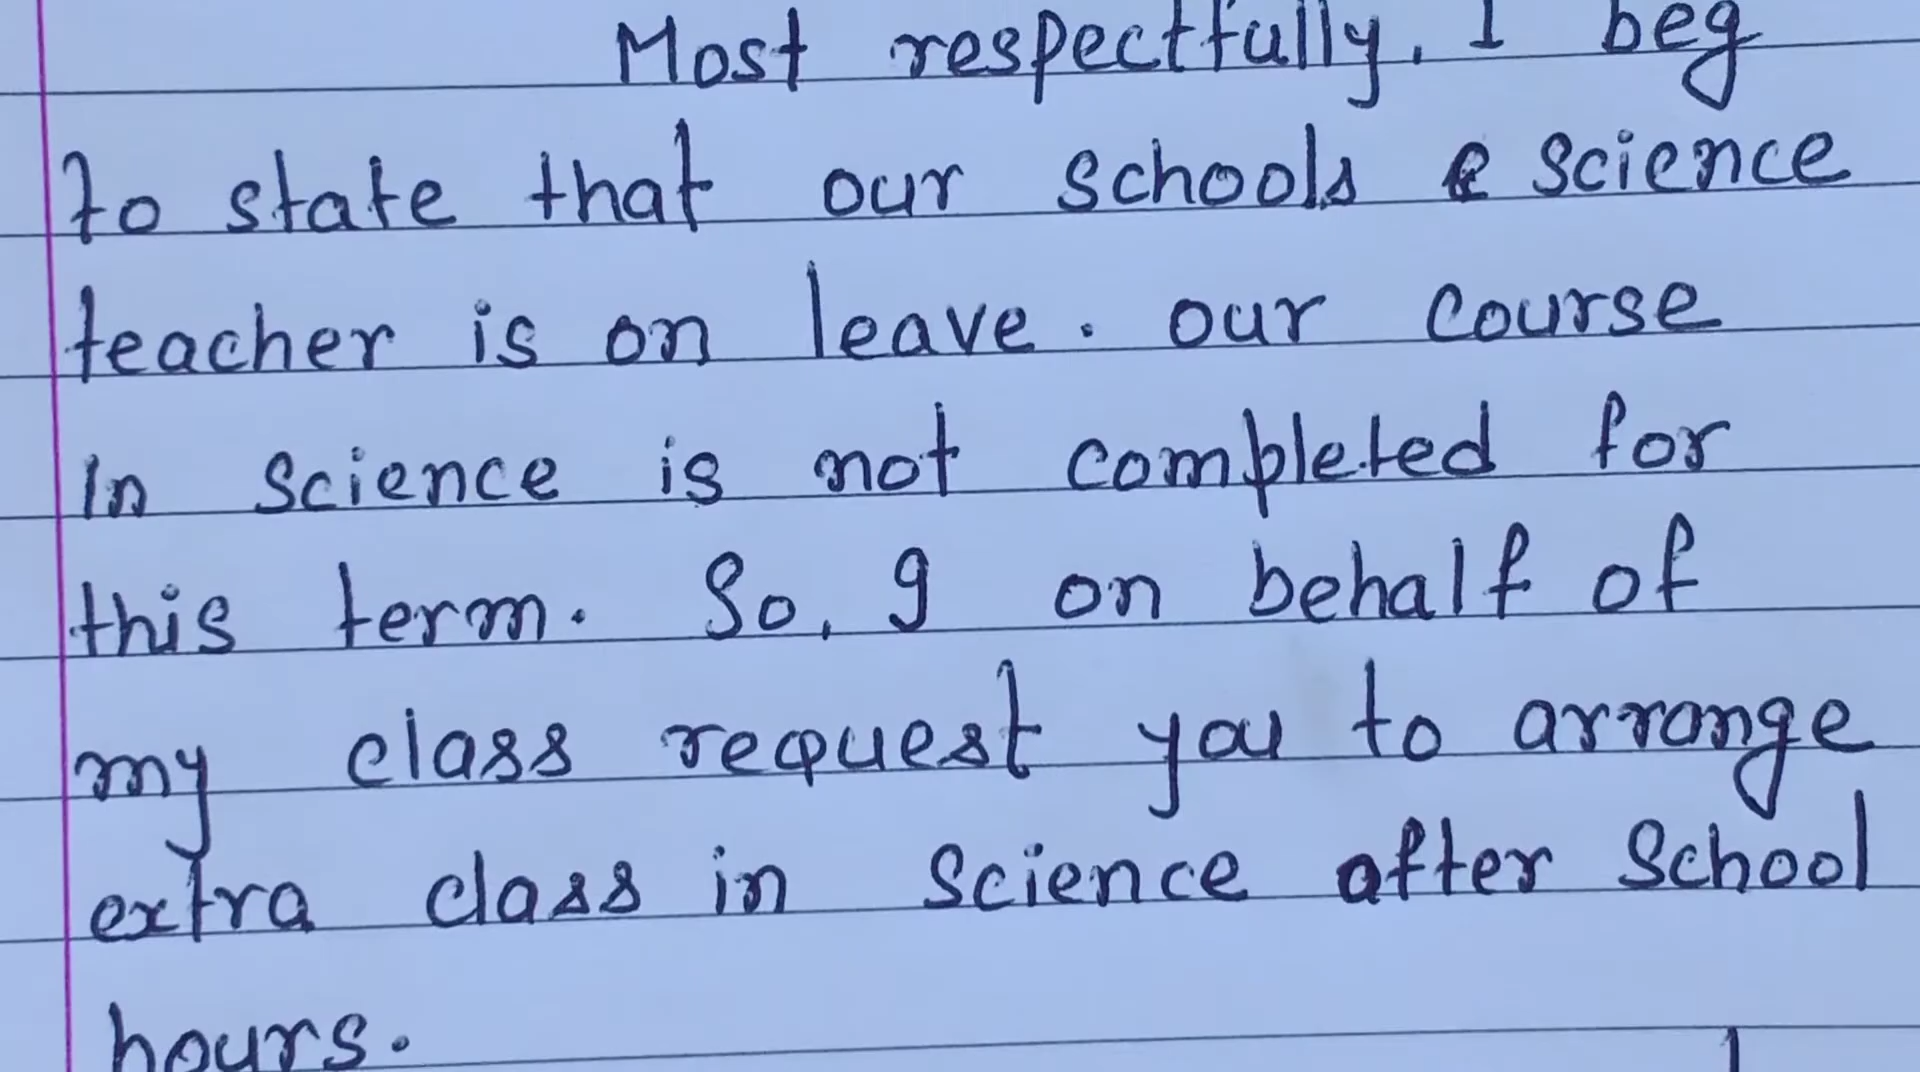 Most respectfully, I beg
to state that our schools e science
teacher is on leave. our course
In science is not completed for
this term. So, I on behalf of
my class request you to arrange
extra class in science after School
hours.